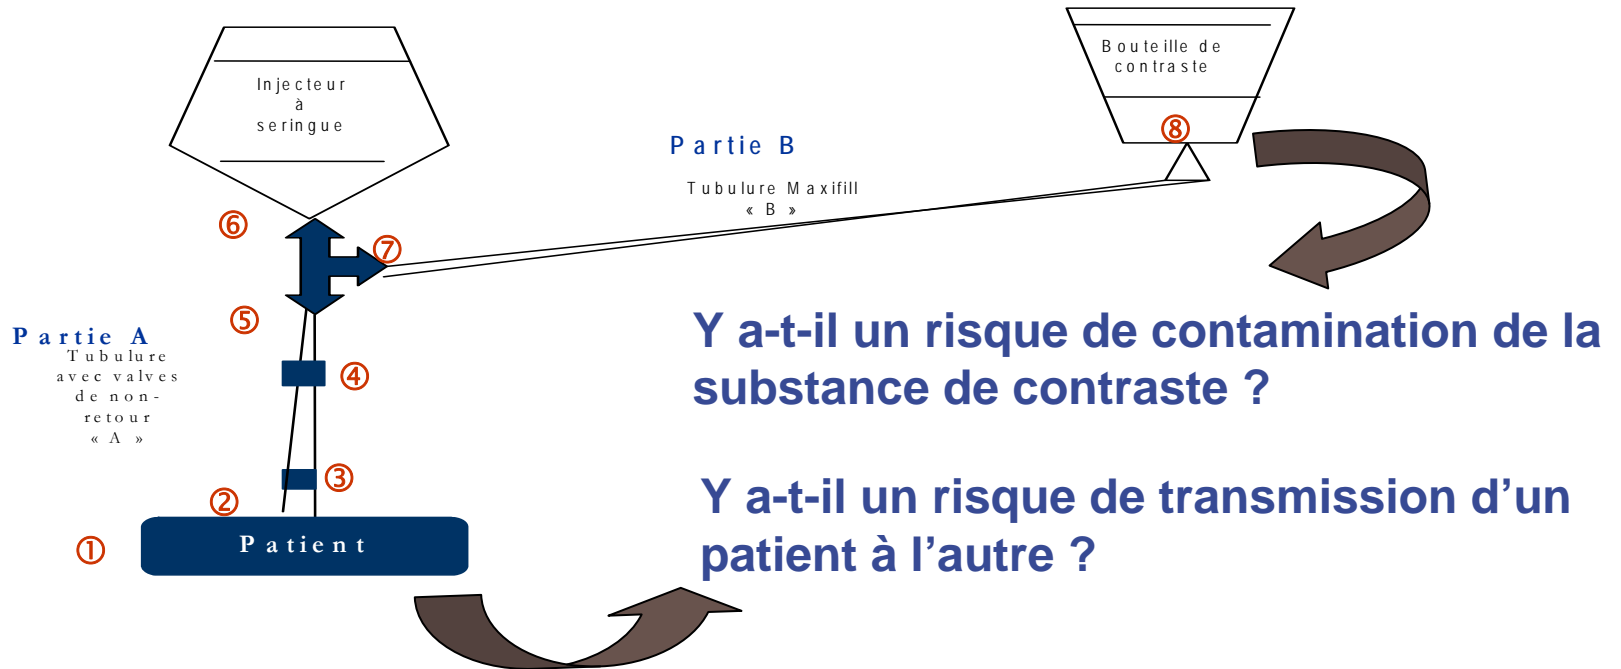 Injecteur
à
seringue
Bouteille de
contraste
⑧
Partie B
Tubulure Maxifill
« B »
⑥
⑦
⑤
Partie A
Tubulure
avec valves
de non-
retour
« A »
④
③
②
①
Patient
Y a-t-il un risque de contamination de la
substance de contraste ?
Y a-t-il un risque de transmission d’un
patient à l’autre ?